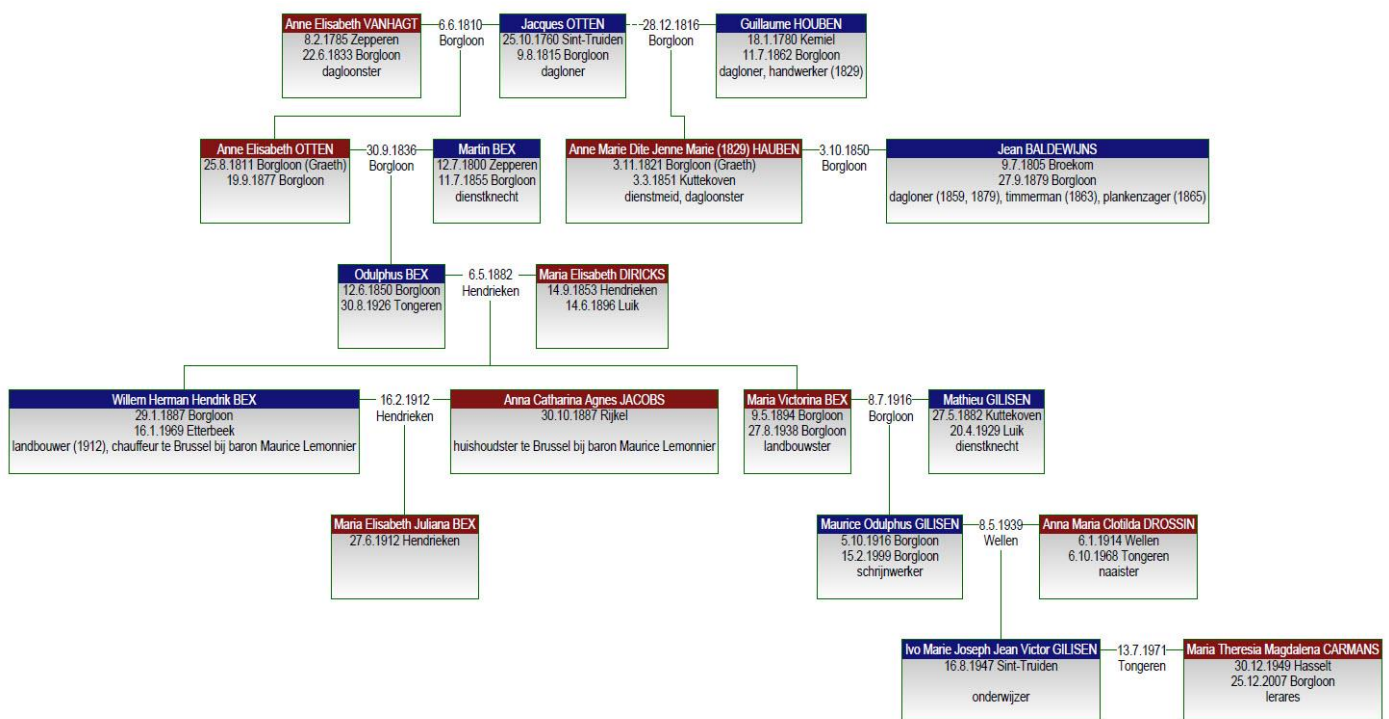 Anne Elisabeth VANHAGT
8.2.1785 Zepperen
22.6.1833 Borgloon
dagloonster
6.6.1810
Borgloon
Jacques OTTEN
25.10.1760 Sint-Truiden
9.8.1815 Borgloon
dagloner
28.12.1816
Borgloon
Guillaume HOUBEN
18.1.1780 Kerniel
11.7.1862 Borgloon
dagloner, handwerker (1829)
Anne Elisabeth OTTEN
25.8.1811 Borgloon (Graeth)
19.9.1877 Borgloon
30.9.1836
Borgloon
Martin BEX
12.7.1800 Zepperen
11.7.1855 Borgloon
dienstknecht
Anne Marie Dite Jenne Marie (1829) HAUBEN
3.11.1821 Borgloon (Graeth)
3.3.1851 Kuttekoven
dienstmeid, dagloonster
3.10.1850
Borgloon
Jean BALDEWIJNS
9.7.1805 Broekom
27.9.1879 Borgloon
dagloner (1859, 1879), timmerman (1863), plankenzager (1865)
Odulphus BEX
12.6.1850 Borgloon
30.8.1926 Tongeren
6.5.1882
Hendrieken
Maria Elisabeth DIRICKS
14.9.1853 Hendrieken
14.6.1896 Luik
Willem Herman Hendrik BEX
29.1.1887 Borgloon
16.1.1969 Etterbeek
landbouwer (1912), chauffeur te Brussel bij baron Maurice Lemonnier
16.2.1912
Hendrieken
Anna Catharina Agnes JACOBS
30.10.1887 Rijkel
huishoudster te Brussel bij baron Maurice Lemonnier
Maria Victorina BEX
9.5.1894 Borgloon
27.8.1938 Borgloon
landbouwster
8.7.1916
Borgloon
Mathieu GILISEN
27.5.1882 Kuttekoven
20.4.1929 Luik
dienstknecht
Maria Elisabeth Juliana BEX
27.6.1912 Hendrieken
Maurice Odulphus GILISEN
5.10.1916 Borgloon
15.2.1999 Borgloon
schrijnwerker
8.5.1939
Wellen
Anna Maria Clotilda DROSSIN
6.1.1914 Wellen
6.10.1968 Tongeren
naaister
Ivo Marie Joseph Jean Victor GILISEN
16.8.1947 Sint-Truiden
onderwijzer
13.7.1971
Tongeren
Maria Theresia Magdalena CARMANS
30.12.1949 Hasselt
25.12.2007 Borgloon
lerares